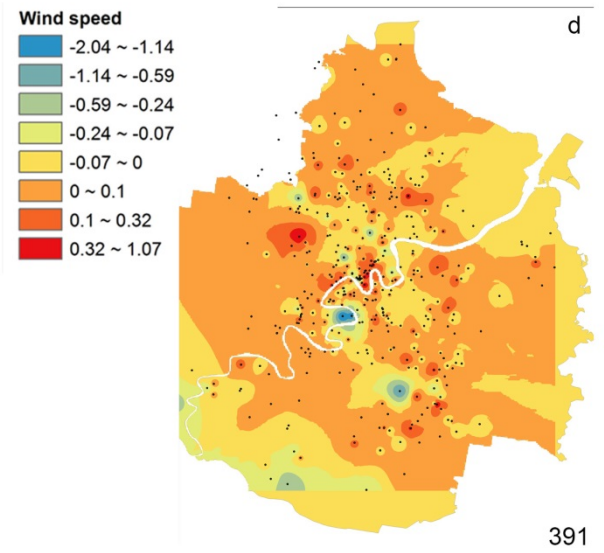 Wind speed
d
-2.04 ~ -1.14
-1.14 ~ -0.59
-0.59 ~ -0.24
-0.24 ~ -0.07
-0.07 ~ 0
0 ~ 0.1
0.1 ~ 0.32
0.32 ~ 1.07
391